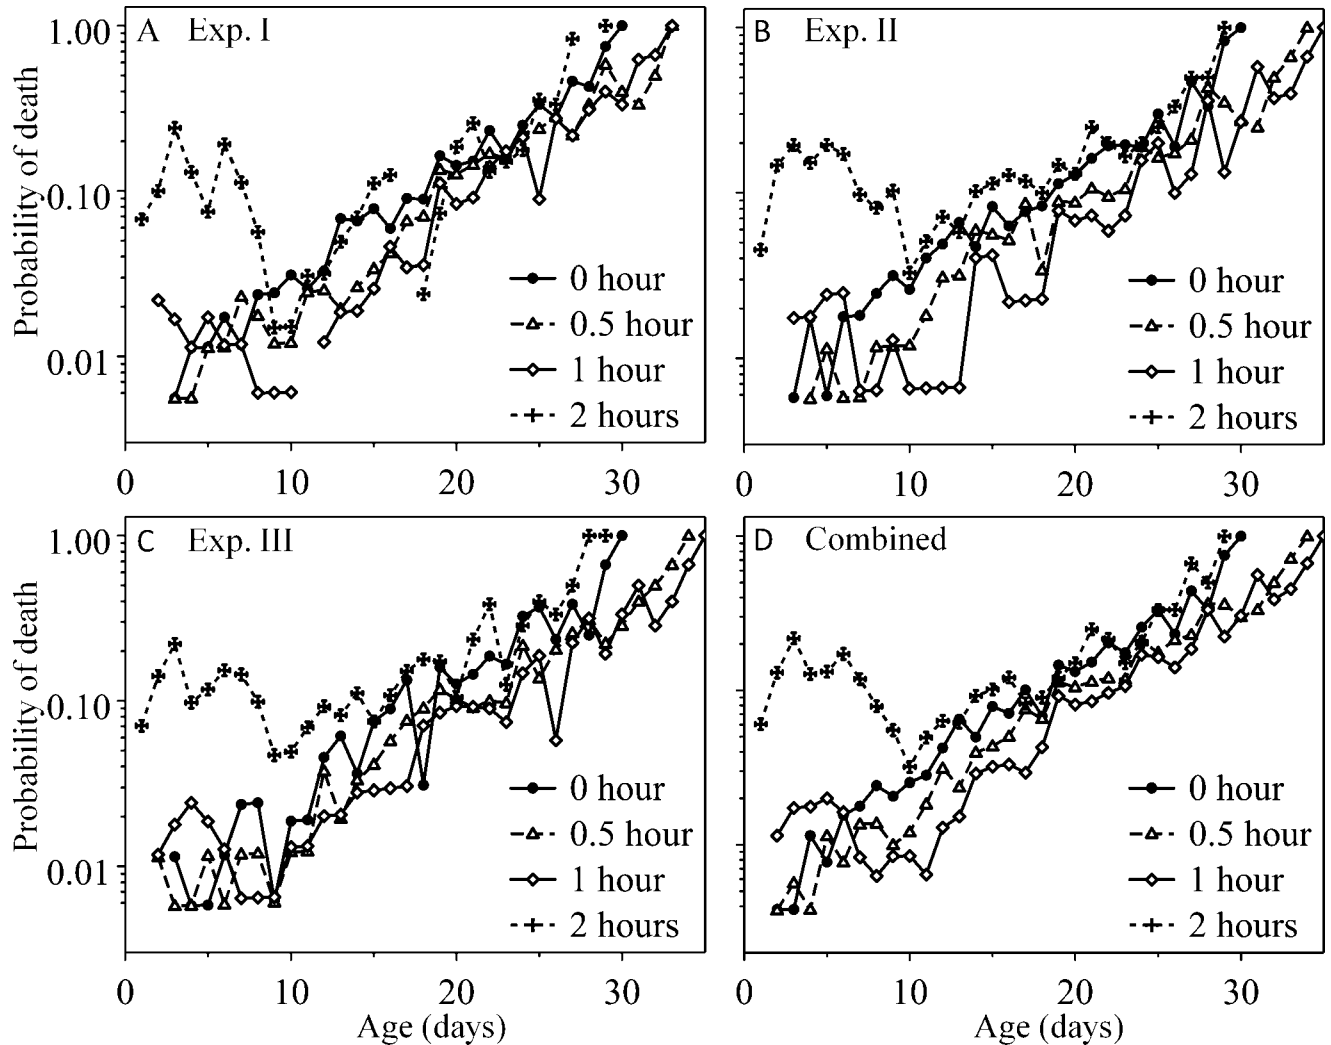 A Exp. I
B Exp. II
1.00
0.10
0.01
Probability of death
0 hour
0.5 hour
1 hour
2 hours
0 hour
0.5 hour
1 hour
2 hours
0 10 20 30
0 10 20 30
C Exp. III
D Combined
1.00
0.10
0.01
Probability of death
0 hour
0.5 hour
1 hour
2 hours
0 hour
0.5 hour
1 hour
2 hours
0 10 20 30
0 10 20 30
Age (days)
Age (days)